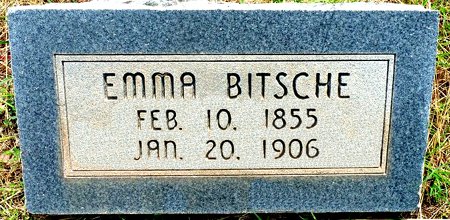 EMMA BITSCHE
FEB. 10. 1855
JAN. 20. 1906